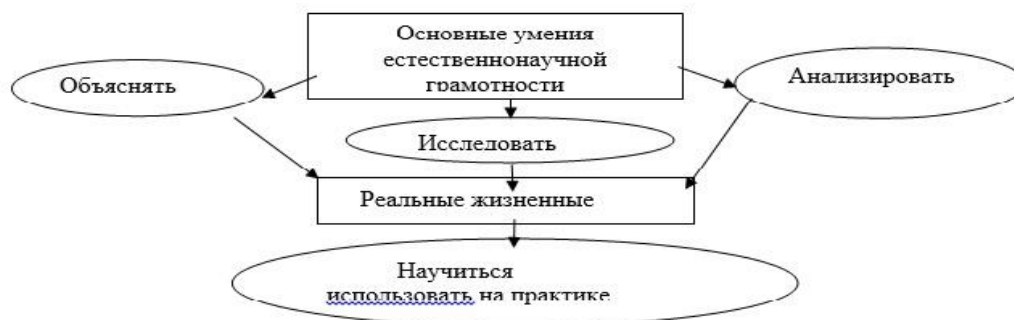 Основные умения
естественнонаучной
грамотности
Объяснять
Анализировать
Исследовать
Реальные жизненные
Научиться
использовать на практике